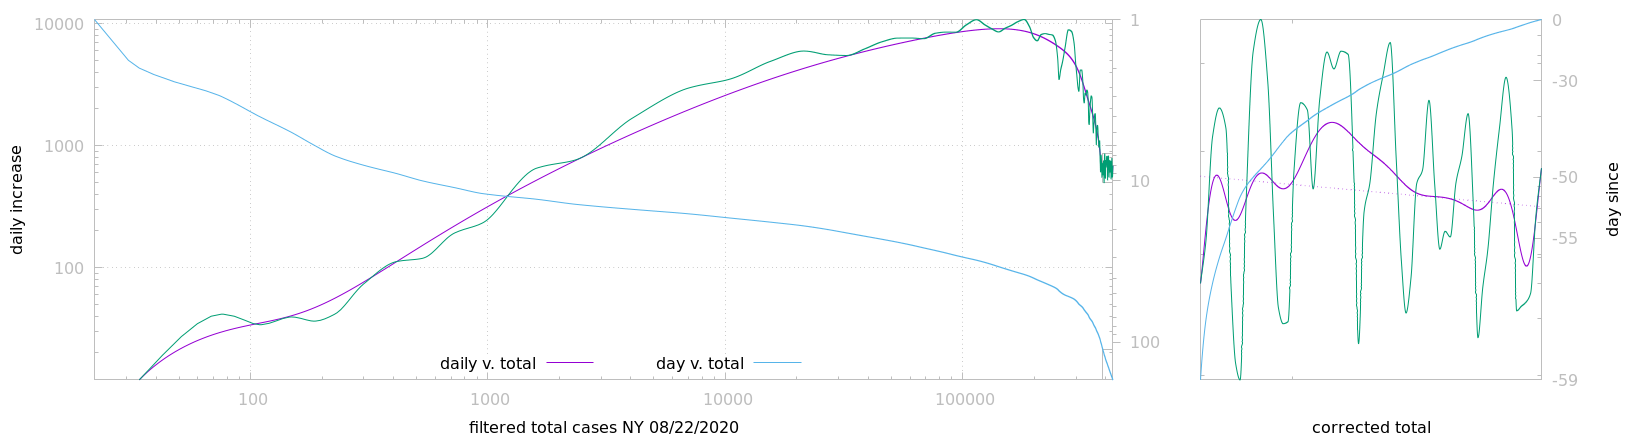 10000
1000
100
daily increase
100
1000
10000
100000
filtered total cases NY 08/22/2020
daily v. total
day v. total
1
10
100
0
-30
-50
-55
-59
day since
corrected total